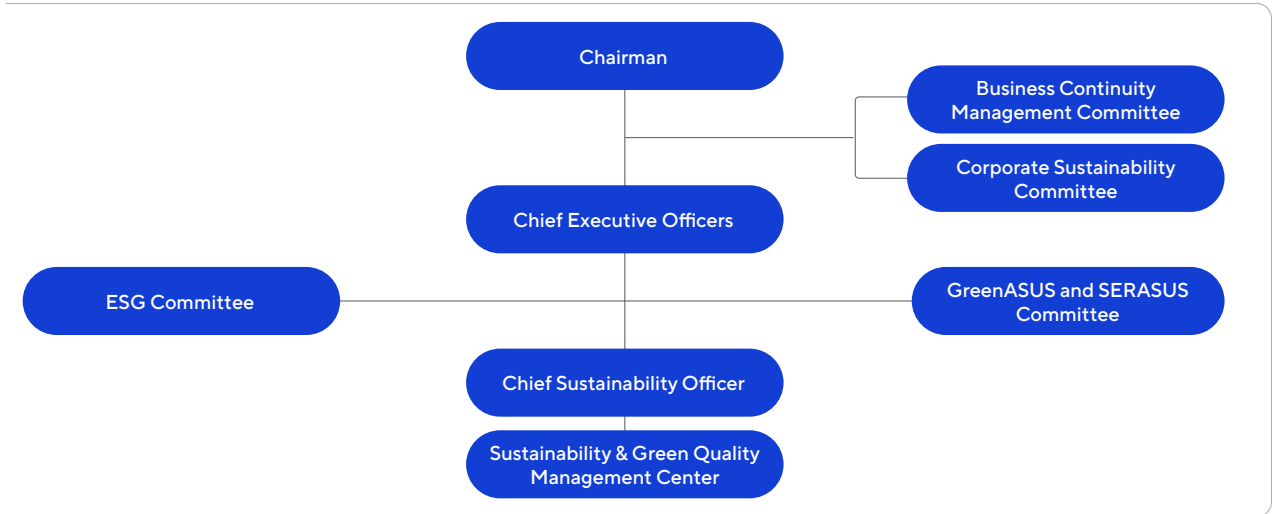 Chairman
Business Continuity
Management Committee
Corporate Sustainability
Committee
Chief Executive Officers
ESG Committee
GreenASUS and SERASUS
Committee
Chief Sustainability Officer
Sustainability & Green Quality
Management Center